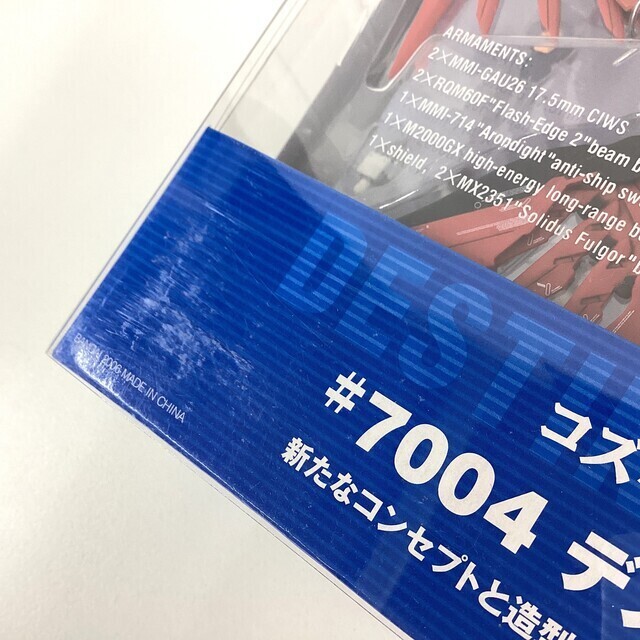 ARMAMENTS:
2×MMI-GAU26 17.5mm CIWS
2×RQM60F"Flash-Edge 2"beam
1×MMI-714"Arondight"anti-ship
1×M2000GX high-energy long-range
1×shield, 2×MX2351"Solidus Fulgor"
DESTI
コズ
#7004 デ
新たなコンセプトと造型
BANDAI 2006 MADE IN CHINA